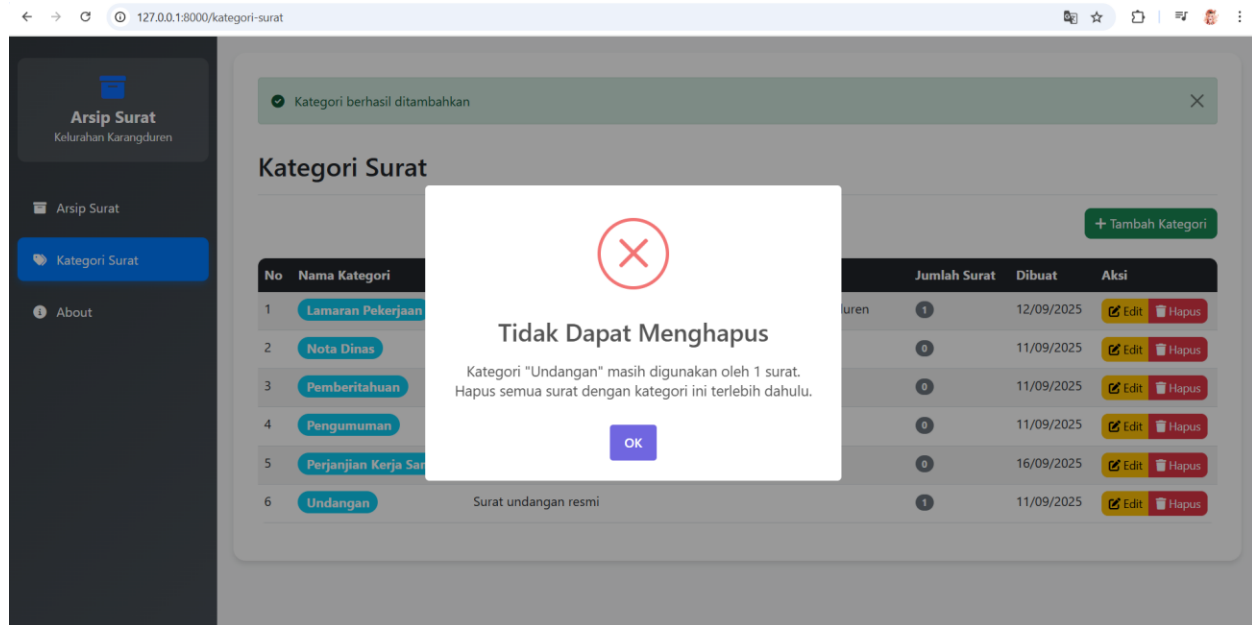 127.0.0.1:8000/kategori-surat
Arsip Surat
Kelurahan Karangduren
Arsip Surat
Kategori Surat
About
Kategori berhasil ditambahkan
Kategori Surat
+ Tambah Kategori
No Nama Kategori Jumlah Surat Dibuat Aksi
1 Lamaran Pekerjaan 1 12/09/2025 Edit Hapus
2 Nota Dinas 0 11/09/2025 Edit Hapus
3 Pemberitahuan 0 11/09/2025 Edit Hapus
4 Pengumuman 0 11/09/2025 Edit Hapus
5 Perjanjian Kerja 0 16/09/2025 Edit Hapus
6 Undangan Surat undangan resmi 1 11/09/2025 Edit Hapus
Tidak Dapat Menghapus
Kategori "Undangan" masih digunakan oleh 1 surat.
Hapus semua surat dengan kategori ini terlebih dahulu.
OK